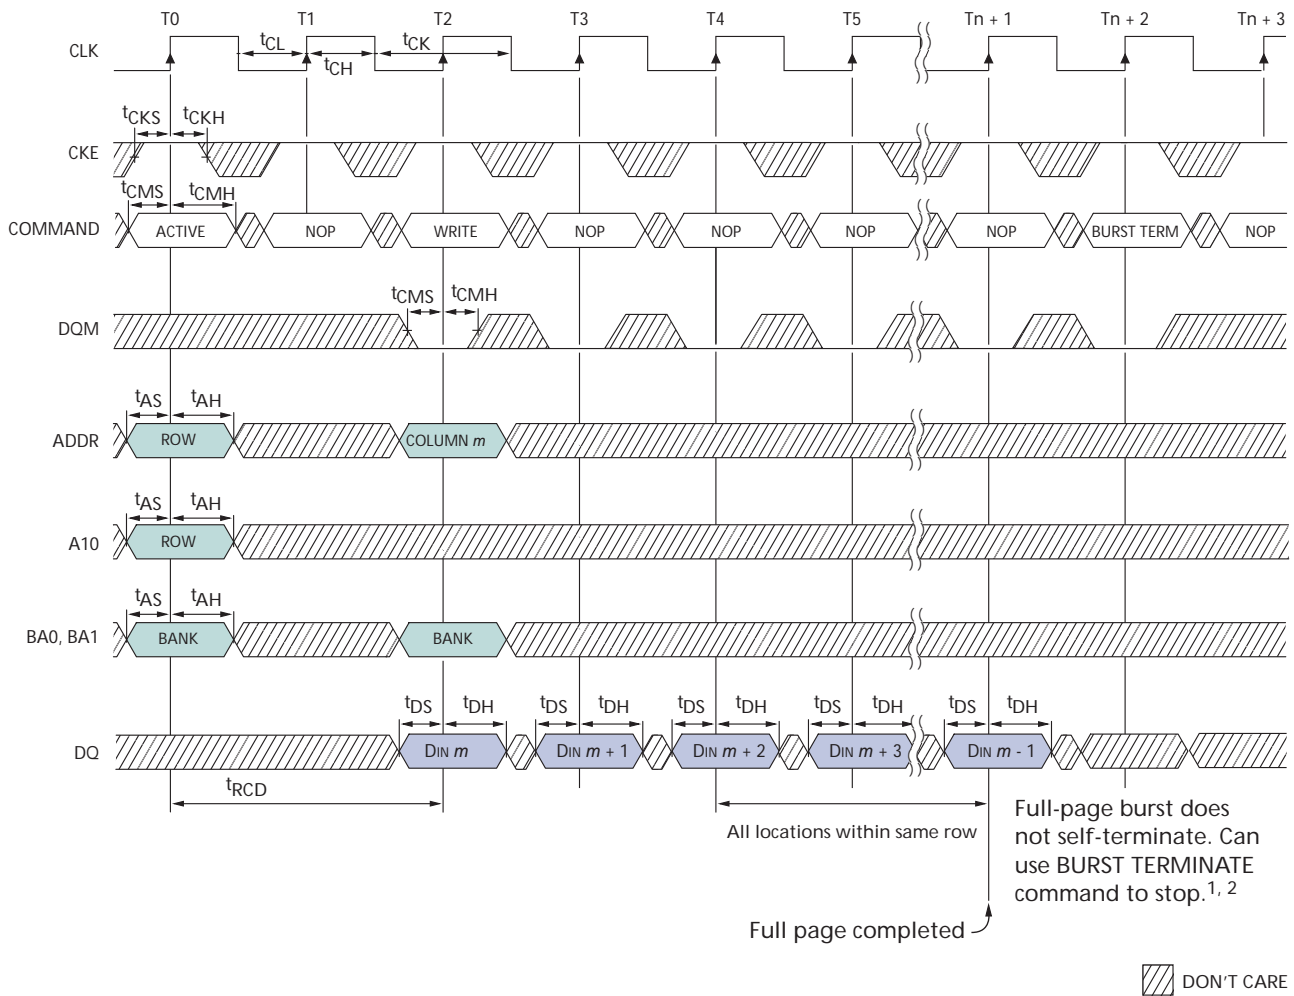 T0 T1 T2 T3 T4 T5 Tn + 1 Tn + 2 Tn + 3
CLK
tCL tCK
tCH
tCKS tCKH
CKE
tCMS tCMH
COMMAND ACTIVE NOP WRITE NOP NOP NOP NOP BURST TERM NOP
tCMS tCMH
DQM
tAS tAH
ADDR ROW COLUMN m
tAS tAH
A10 ROW
tAS tAH
BA0, BA1 BANK BANK
tDS tDH tDS tDH tDS tDH tDS tDH tDS tDH
DQ DIN m DIN m + 1 DIN m + 2 DIN m + 3 DIN m - 1
tRCD
All locations within same row
Full-page burst does
not self-terminate. Can
use BURST TERMINATE
command to stop.1, 2
Full page completed
DON'T CARE